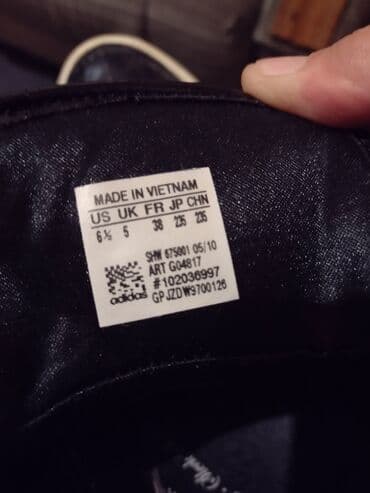 MADE IN VIETNAM
US UK FR JP CHN
6½ 5 38 235 235
SHW 675001 05/10
ART G04817
#102036997
adidas GPJZDW9700126